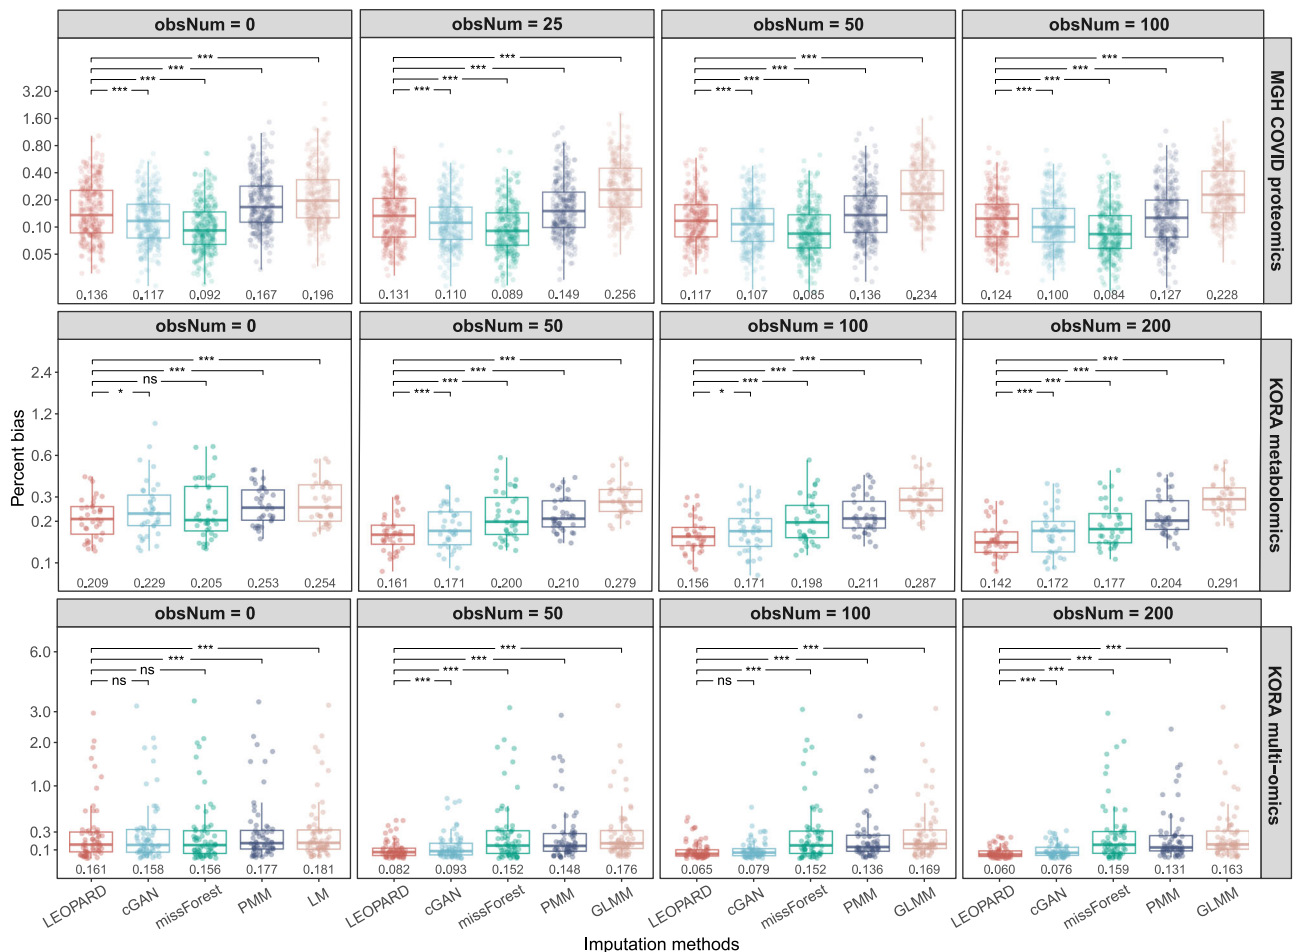 obsNum = 0 obsNum = 25 obsNum = 50 obsNum = 100
MGH COVID proteomics
*** *** *** ***
*** *** *** ***
*** *** *** ***
*** *** *** ***
3.20
1.60
0.80
0.40
0.20
0.10
0.05
0.136 0.117 0.092 0.167 0.196 0.131 0.110 0.089 0.149 0.256 0.117 0.107 0.085 0.136 0.234 0.124 0.100 0.084 0.127 0.228
obsNum = 0 obsNum = 50 obsNum = 100 obsNum = 200
KORA metabolomics
*** *** *** ***
*** *** *** ***
ns *** *** ***
* *** * ***
2.4
1.2
0.6
0.3
0.2
0.1
Percent bias
0.209 0.229 0.205 0.253 0.254 0.161 0.171 0.200 0.210 0.279 0.156 0.171 0.198 0.211 0.287 0.142 0.172 0.177 0.204 0.291
obsNum = 0 obsNum = 50 obsNum = 100 obsNum = 200
KORA multi−omics
*** *** *** ***
*** *** *** ***
ns *** *** ***
ns *** ns ***
6.0
3.0
2.0
1.0
0.3
0.1
0.161 0.158 0.156 0.177 0.181 0.082 0.093 0.152 0.148 0.176 0.065 0.079 0.152 0.136 0.169 0.060 0.076 0.159 0.131 0.163
LEOPARD cGAN missForest PMM LM LEOPARD cGAN missForest PMM GLMM LEOPARD cGAN missForest PMM GLMM LEOPARD cGAN missForest PMM GLMM
Imputation methods